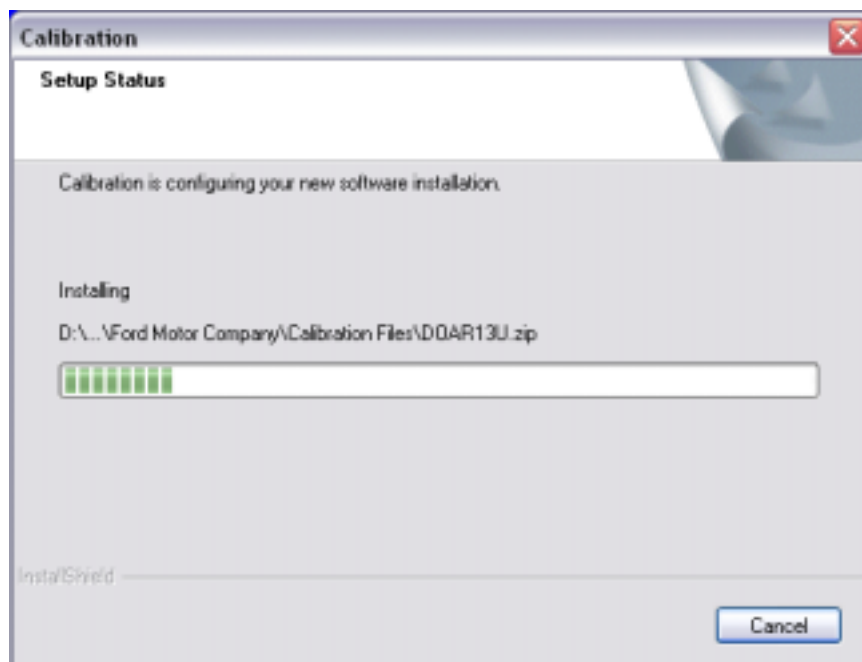 Calibration
Setup Status
Calibration is configuring your new software installation.
Installing
D:\...\Ford Motor Company\Calibration Files\DOAR13U.zip
InstallShield
Cancel